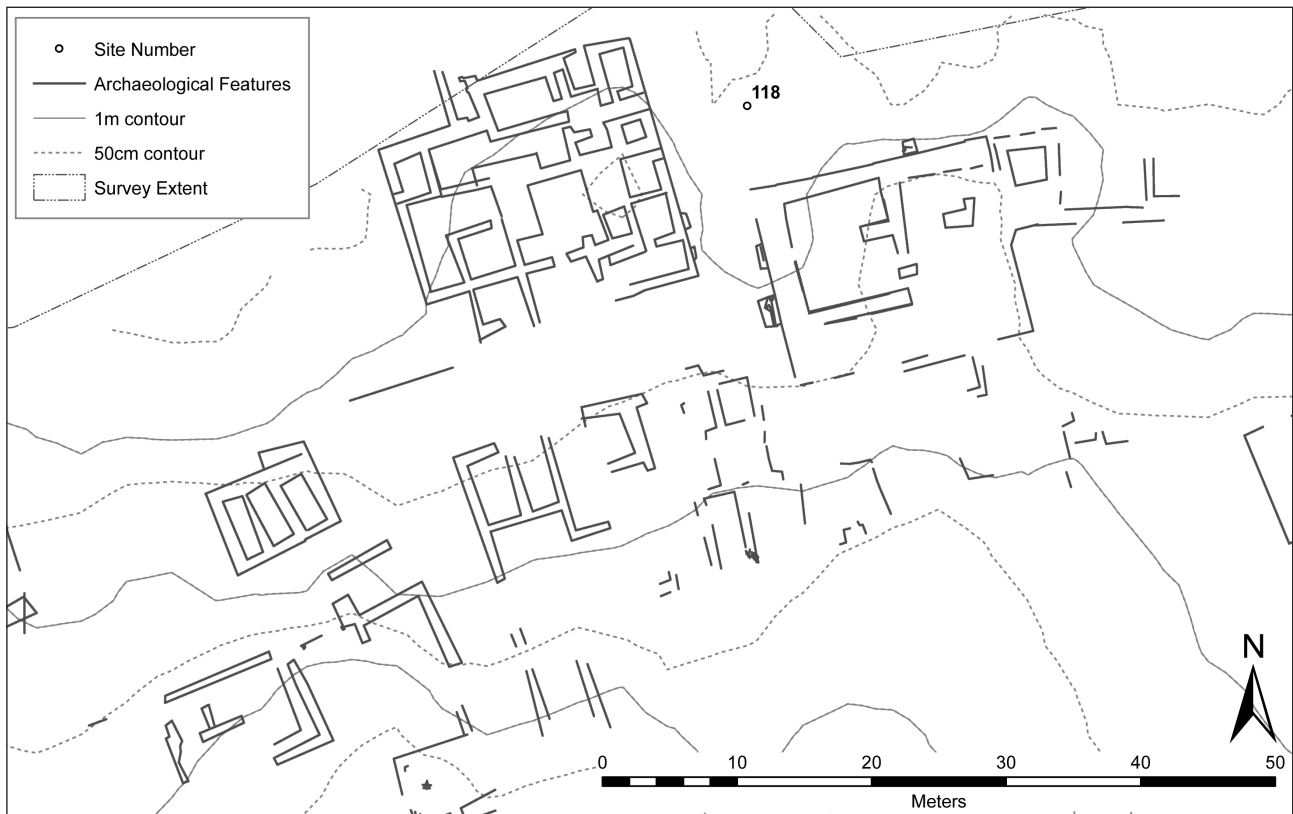 Site Number
Archaeological Features
1m contour
50cm contour
Survey Extent
118
N
0 10 20 30 40 50
Meters